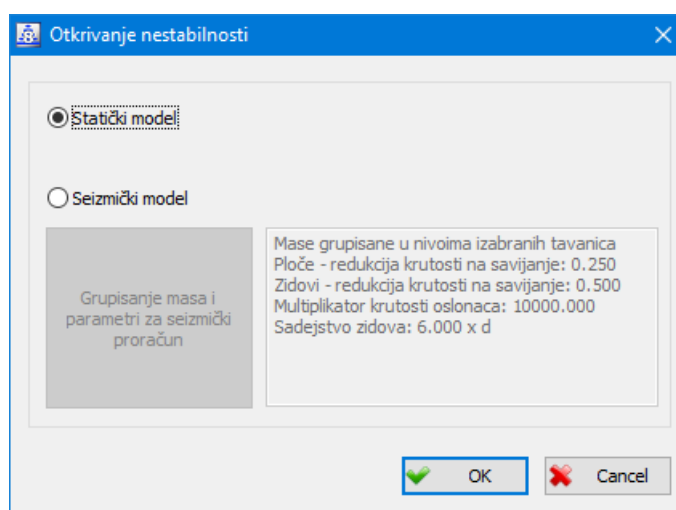 Otkrivanje nestabilnosti
Statički model
Seizmički model
Grupisanje masa i
parametri za seizmički
proračun
Mase grupisane u nivoima izabranih tavanica
Ploče - redukcija krutosti na savijanje: 0.250
Zidovi - redukcija krutosti na savijanje: 0.500
Multiplikator krutosti oslonaca: 10000.000
Sadejstvo zidova: 6.000 x d
OK
Cancel